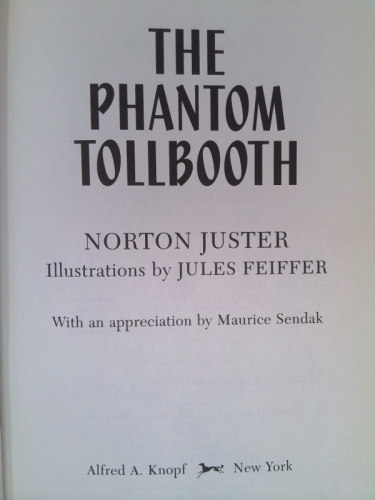 THE
PHANTOM
TOLLBOOTH
NORTON JUSTER
Illustrations by JULES FEIFFER
With an appreciation by Maurice Sendak
Alfred A. Knopf New York